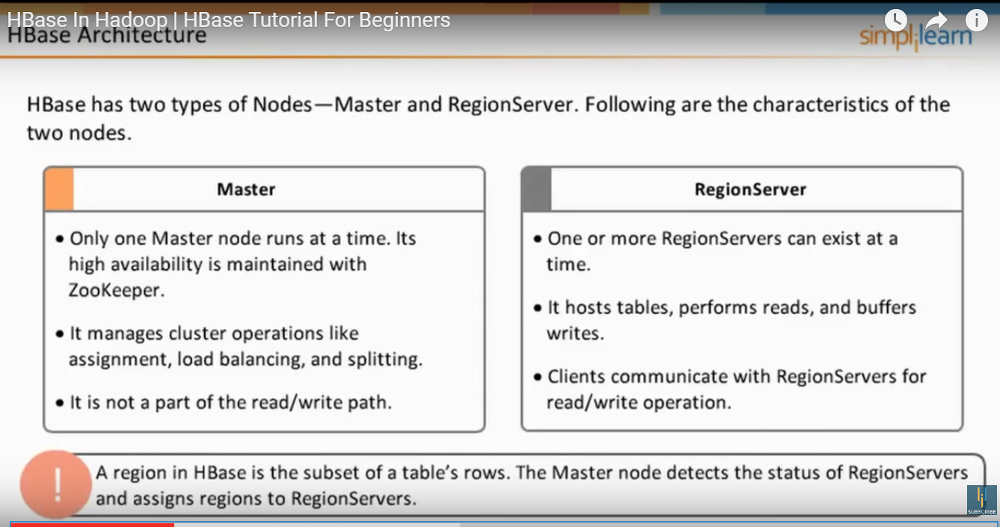 HBase In Hadoop | HBase Tutorial For Beginners
HBase Architecture
simplilearn
HBase has two types of Nodes—Master and RegionServer. Following are the characteristics of the
two nodes.
Master
• Only one Master node runs at a time. Its
high availability is maintained with
ZooKeeper.
• It manages cluster operations like
assignment, load balancing, and splitting.
• It is not a part of the read/write path.
RegionServer
• One or more RegionServers can exist at a
time.
• It hosts tables, performs reads, and buffers
writes.
• Clients communicate with RegionServers for
read/write operation.
! A region in HBase is the subset of a table’s rows. The Master node detects the status of RegionServers
and assigns regions to RegionServers.
SUBSCRIBE